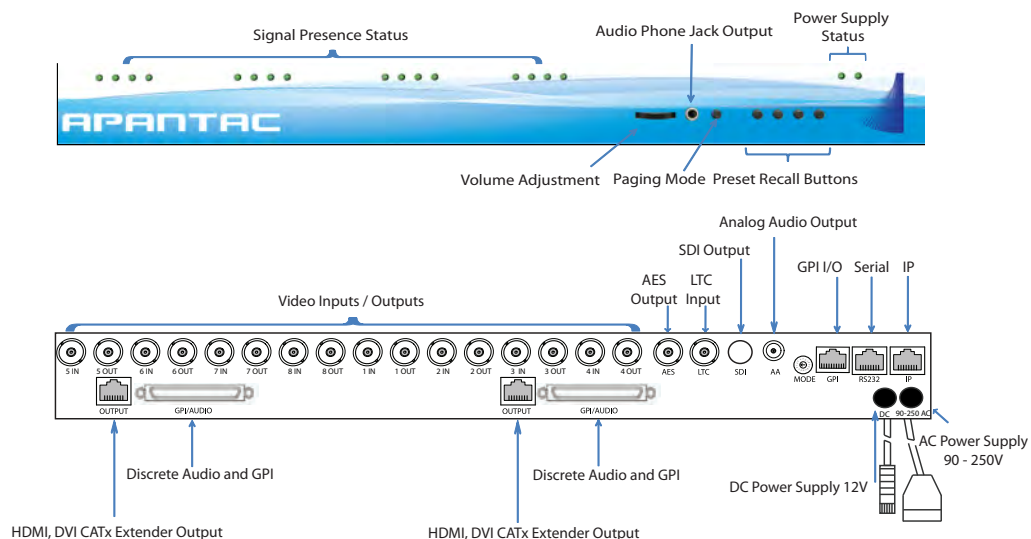 Signal Presence Status
Audio Phone Jack Output
Power Supply
Status
APANTAC
Volume Adjustment
Paging Mode
Preset Recall Buttons
Analog Audio Output
SDI Output
GPI I/O
Serial
IP
AES
Output
LTC
Input
Video Inputs / Outputs
5 IN
5 OUT
6 IN
6 OUT
7 IN
7 OUT
8 IN
8 OUT
1 IN
1 OUT
2 IN
2 OUT
3 IN
3 OUT
4 IN
4 OUT
AES
LTC
SDI
AA
MODE
GPI
RS232
IP
OUTPUT
GPI/AUDIO
OUTPUT
GPI/AUDIO
DC
90-250 AC
AC Power Supply
90 - 250V
Discrete Audio and GPI
Discrete Audio and GPI
DC Power Supply 12V
HDMI, DVI CATx Extender Output
HDMI, DVI CATx Extender Output